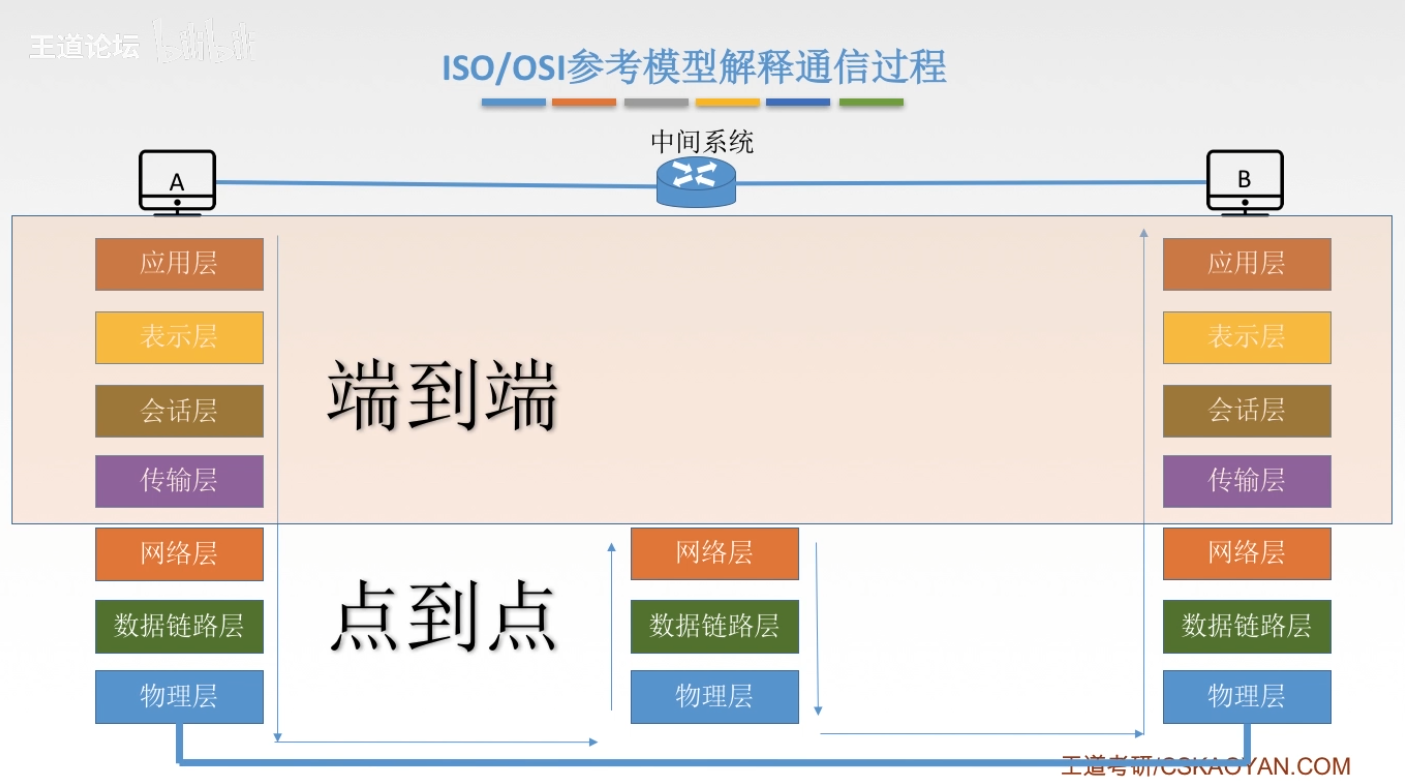 王道论坛 bilibili
ISO/OSI参考模型解释通信过程
中间系统
A
B
应用层
应用层
表示层
表示层
端到端
会话层
会话层
传输层
传输层
网络层
网络层
网络层
点到点
数据链路层
数据链路层
数据链路层
物理层
物理层
物理层
王道考研/CSKAOYAN.COM